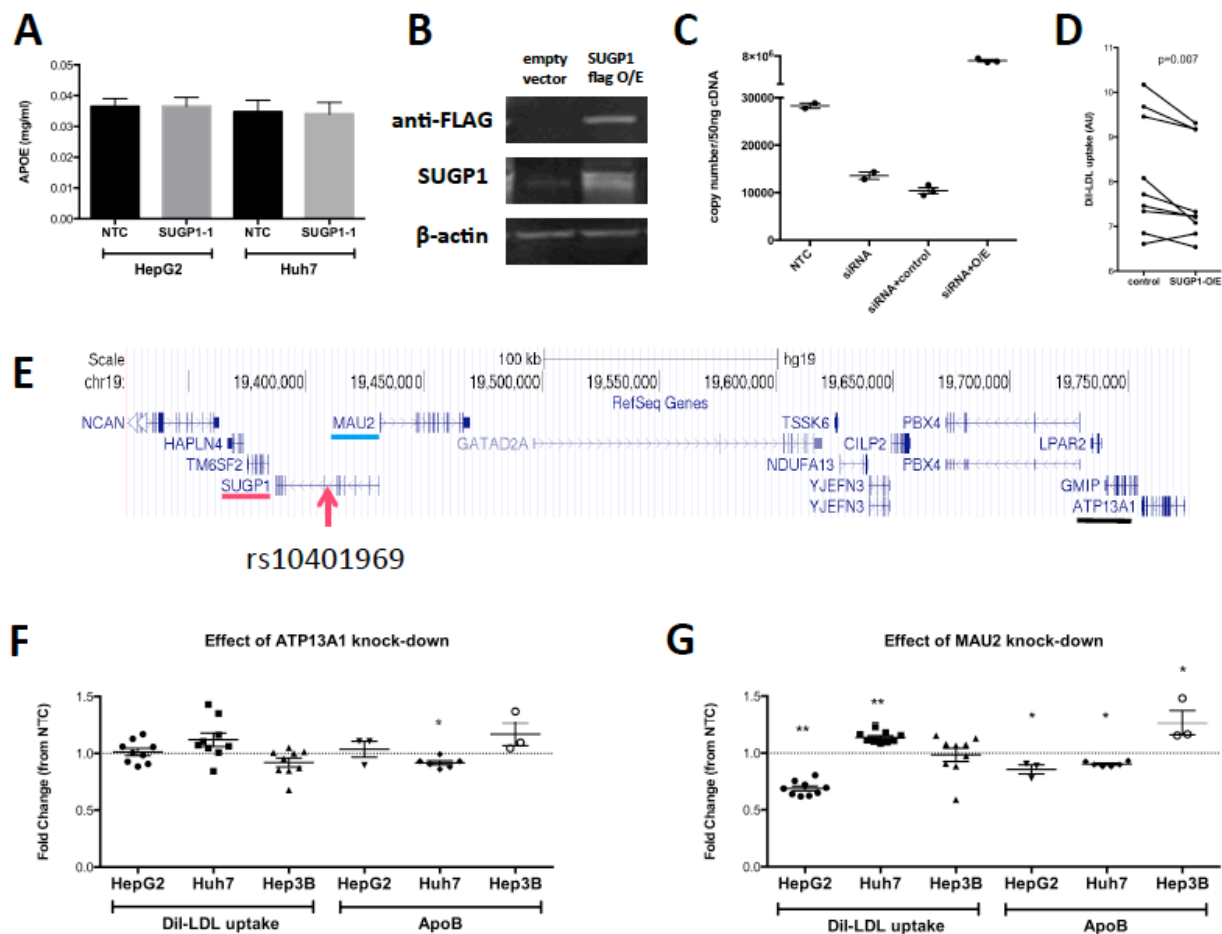 A
APOE (mg/ml)
0.05
0.04
0.03
0.02
0.01
0.00
NTC SUGP1-1 NTC SUGP1-1
HepG2 Huh7
B
empty vector
SUGP1 flag O/E
anti-FLAG
SUGP1
β-actin
C
copy number/50ng cDNA
8×10⁶
30000
20000
10000
0
NTC
siRNA
siRNA+control
siRNA+O/E
D
p=0.007
DiI-LDL uptake (AU)
11
10
9
8
7
6
control SUGP1-O/E
E
Scale 100 kb hg19
chr19: 19,400,000 19,450,000 19,500,000 19,550,000 19,600,000 19,650,000 19,700,000 19,750,000
RefSeq Genes
NCAN MAU2 TSSK6 PBX4
HAPLN4 GATAD2A CILP2 LPAR2
TM6SF2 NDUFA13 PBX4
SUGP1 YJEFN3 GMIP
YJEFN3 ATP13A1
rs10401969
F
Effect of ATP13A1 knock-down
Fold Change (from NTC)
1.5
1.0
0.5
0.0
*
HepG2 Huh7 Hep3B HepG2 Huh7 Hep3B
DiI-LDL uptake ApoB
G
Effect of MAU2 knock-down
Fold Change (from NTC)
1.5
1.0
0.5
0.0
** ** * * *
HepG2 Huh7 Hep3B HepG2 Huh7 Hep3B
DiI-LDL uptake ApoB